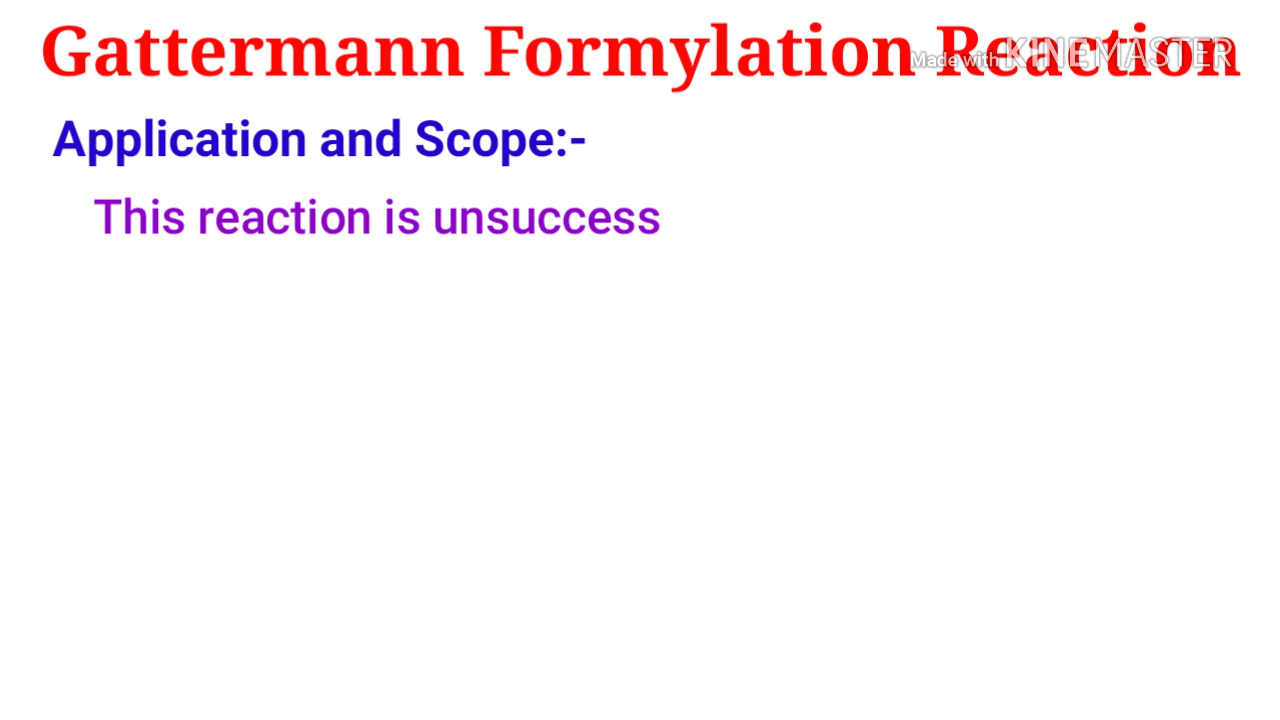 Gattermann Formylation Reaction
Made with KINEMASTER
Application and Scope:-
This reaction is unsuccess